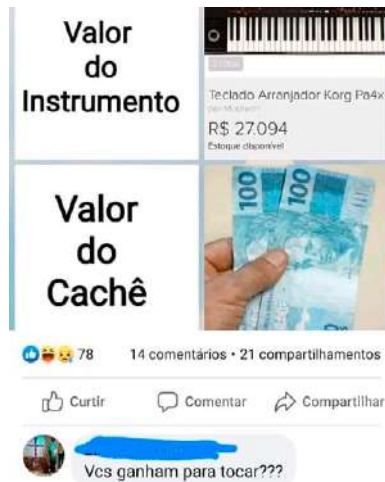 Valor
do
Instrumento
Teclado Arranjador Korg Pa4x
R$ 27.094
Estoque disponível
Valor
do
Cachê
100
100
78
14 comentários • 21 compartilhamentos
Curtir
Comentar
Compartilhar
Vcs ganham para tocar???